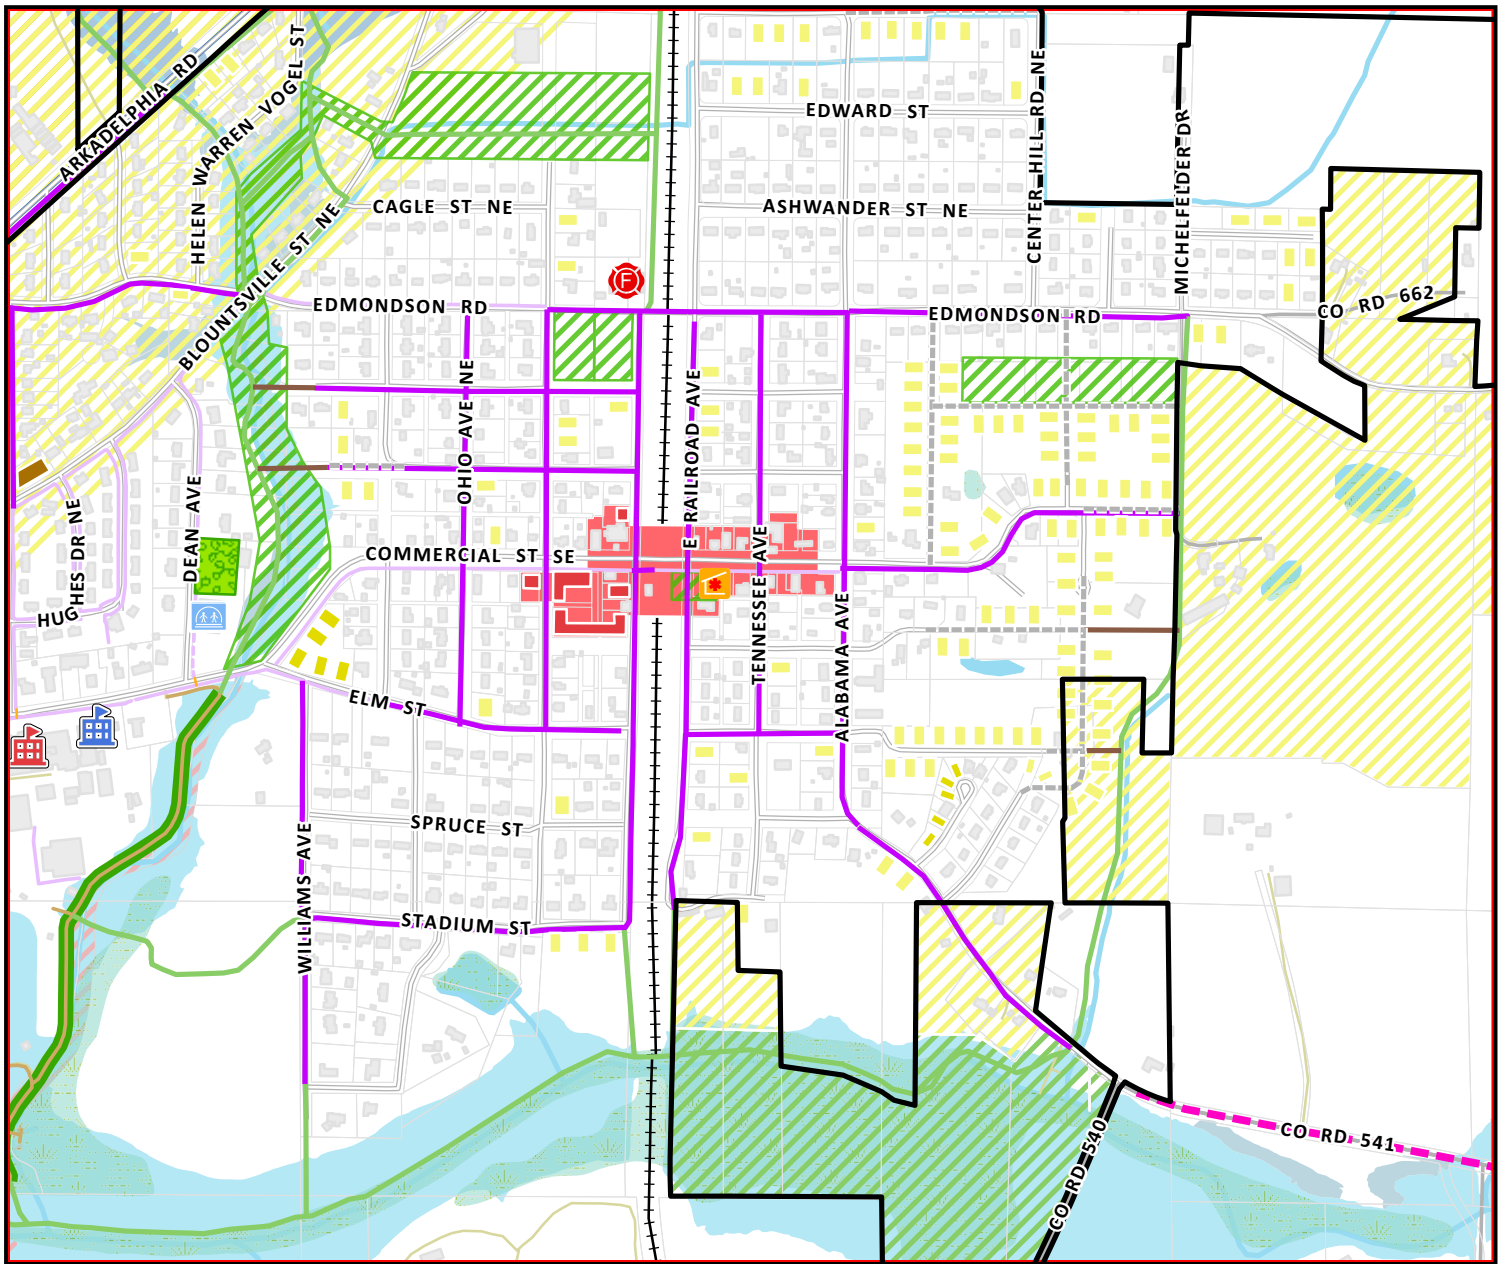 ARKADELPHIA RD
HELEN WARREN VOGEL ST
EDWARD ST
CENTER HILL RD NE
MICHELFELDER DR
CAGLE ST NE
ASHWANDER ST NE
BLOUNTSVILLE ST NE
F
EDMONDSON RD
EDMONDSON RD
CO RD 662
OHIO AVE NE
E RAILROAD AVE
DEAN AVE
HUGHES DR NE
COMMERCIAL ST SE
TENNESSEE AVE
ALABAMA AVE
ELM ST
SPRUCE ST
WILLIAMS AVE
STADIUM ST
CO RD 541
CO RD 540